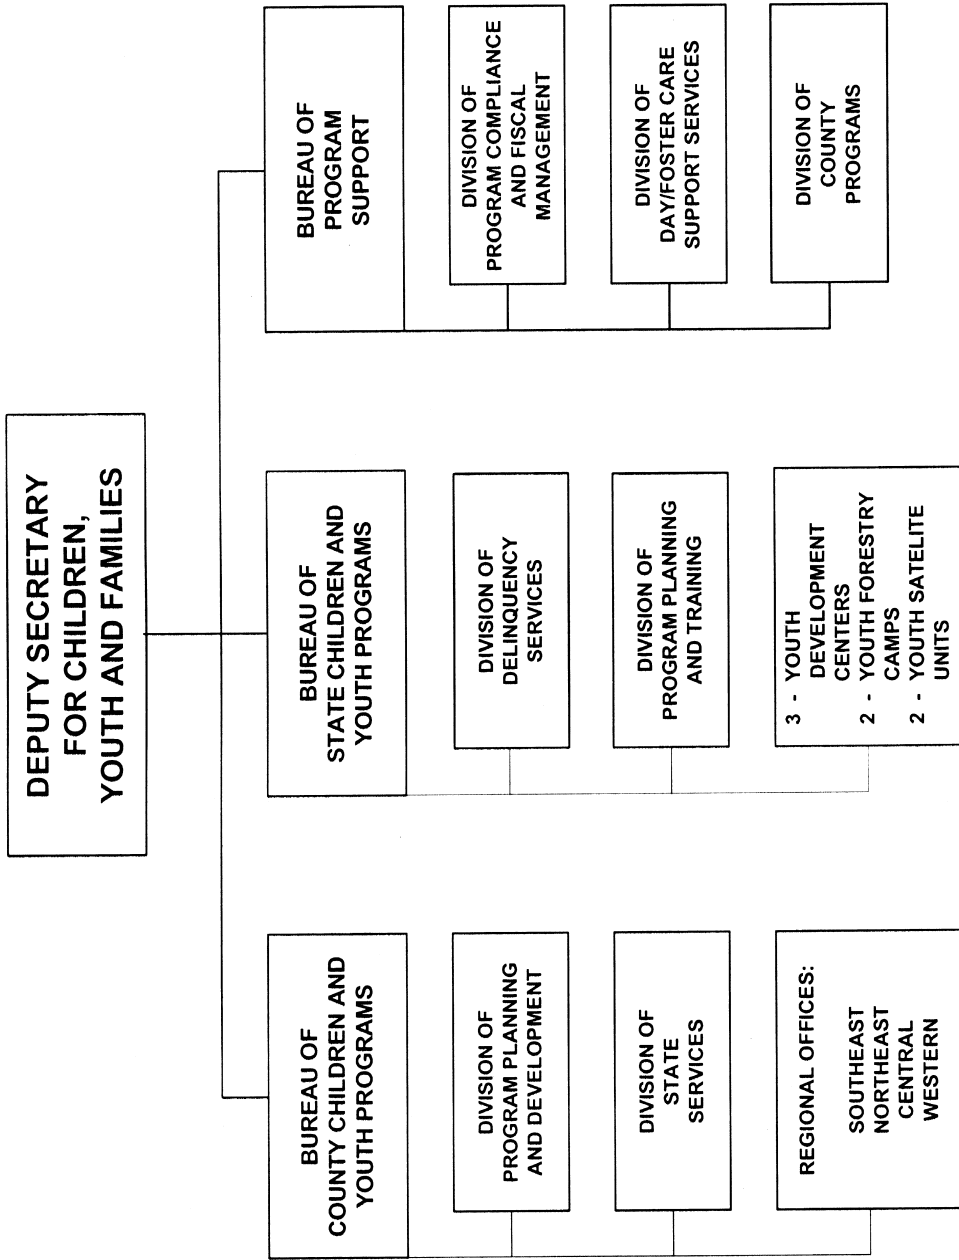 DEPUTY SECRETARY
FOR CHILDREN,
YOUTH AND FAMILIES
BUREAU OF
COUNTY CHILDREN AND
YOUTH PROGRAMS
DIVISION OF
PROGRAM PLANNING
AND DEVELOPMENT
DIVISION OF
STATE
SERVICES
REGIONAL OFFICES:
SOUTHEAST
NORTHEAST
CENTRAL
WESTERN
BUREAU OF
STATE CHILDREN AND
YOUTH PROGRAMS
DIVISION OF
DELINQUENCY
SERVICES
DIVISION OF
PROGRAM PLANNING
AND TRAINING
3 - YOUTH
DEVELOPMENT
CENTERS
2 - YOUTH FORESTRY
CAMPS
2 - YOUTH SATELITE
UNITS
BUREAU OF
PROGRAM
SUPPORT
DIVISION OF
PROGRAM COMPLIANCE
AND FISCAL
MANAGEMENT
DIVISION OF
DAY/FOSTER CARE
SUPPORT SERVICES
DIVISION OF
COUNTY
PROGRAMS